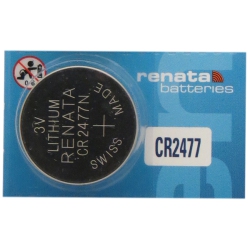 renata
batteries
3V
LITHIUM
RENATA
CR2477N
SWISS MADE
+
CR2477